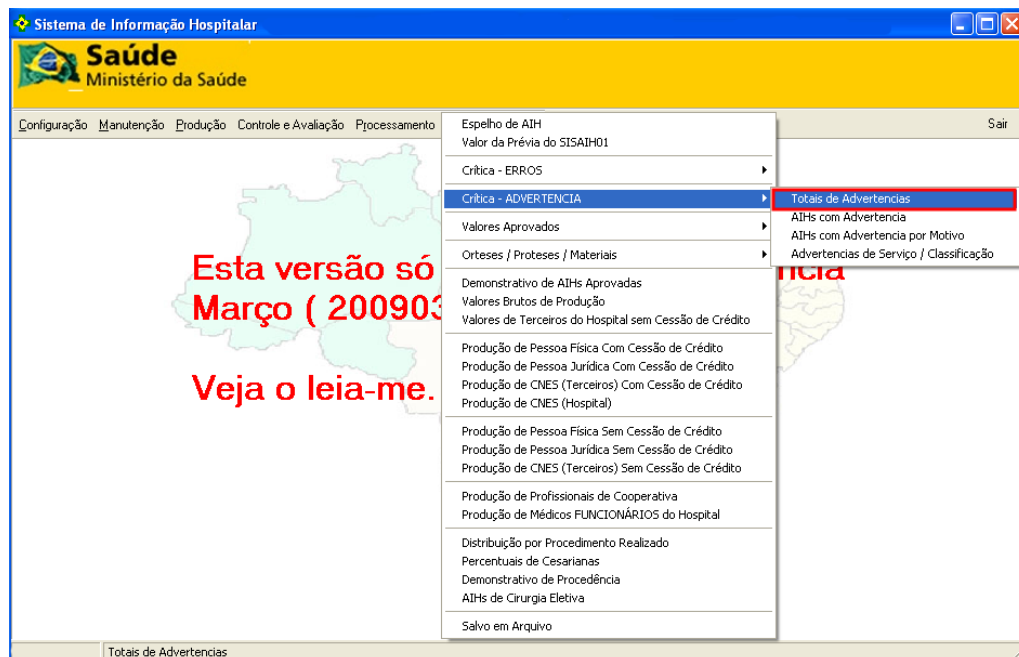 Sistema de Informação Hospitalar
Saúde
Ministério da Saúde
Configuração Manutenção Produção Controle e Avaliação Processamento Sair
Espelho de AIH
Valor da Prévia do SISAIH01
Crítica - ERROS
Crítica - ADVERTENCIA
Valores Aprovados
Orteses / Proteses / Materiais
Demonstrativo de AIHs Aprovadas
Valores Brutos de Produção
Valores de Terceiros do Hospital sem Cessão de Crédito
Produção de Pessoa Física Com Cessão de Crédito
Produção de Pessoa Jurídica Com Cessão de Crédito
Produção de CNES (Terceiros) Com Cessão de Crédito
Produção de CNES (Hospital)
Produção de Pessoa Física Sem Cessão de Crédito
Produção de Pessoa Jurídica Sem Cessão de Crédito
Produção de CNES (Terceiros) Sem Cessão de Crédito
Produção de Profissionais de Cooperativa
Produção de Médicos FUNCIONÁRIOS do Hospital
Distribuição por Procedimento Realizado
Percentuais de Cesarianas
Demonstrativo de Procedência
AIHs de Cirurgia Eletiva
Salvo em Arquivo
Totais de Advertencias
AIHs com Advertencia
AIHs com Advertencia por Motivo
Advertencias de Serviço / Classificação
Esta versão só
Março ( 200903
Veja o leia-me.
Totais de Advertencias